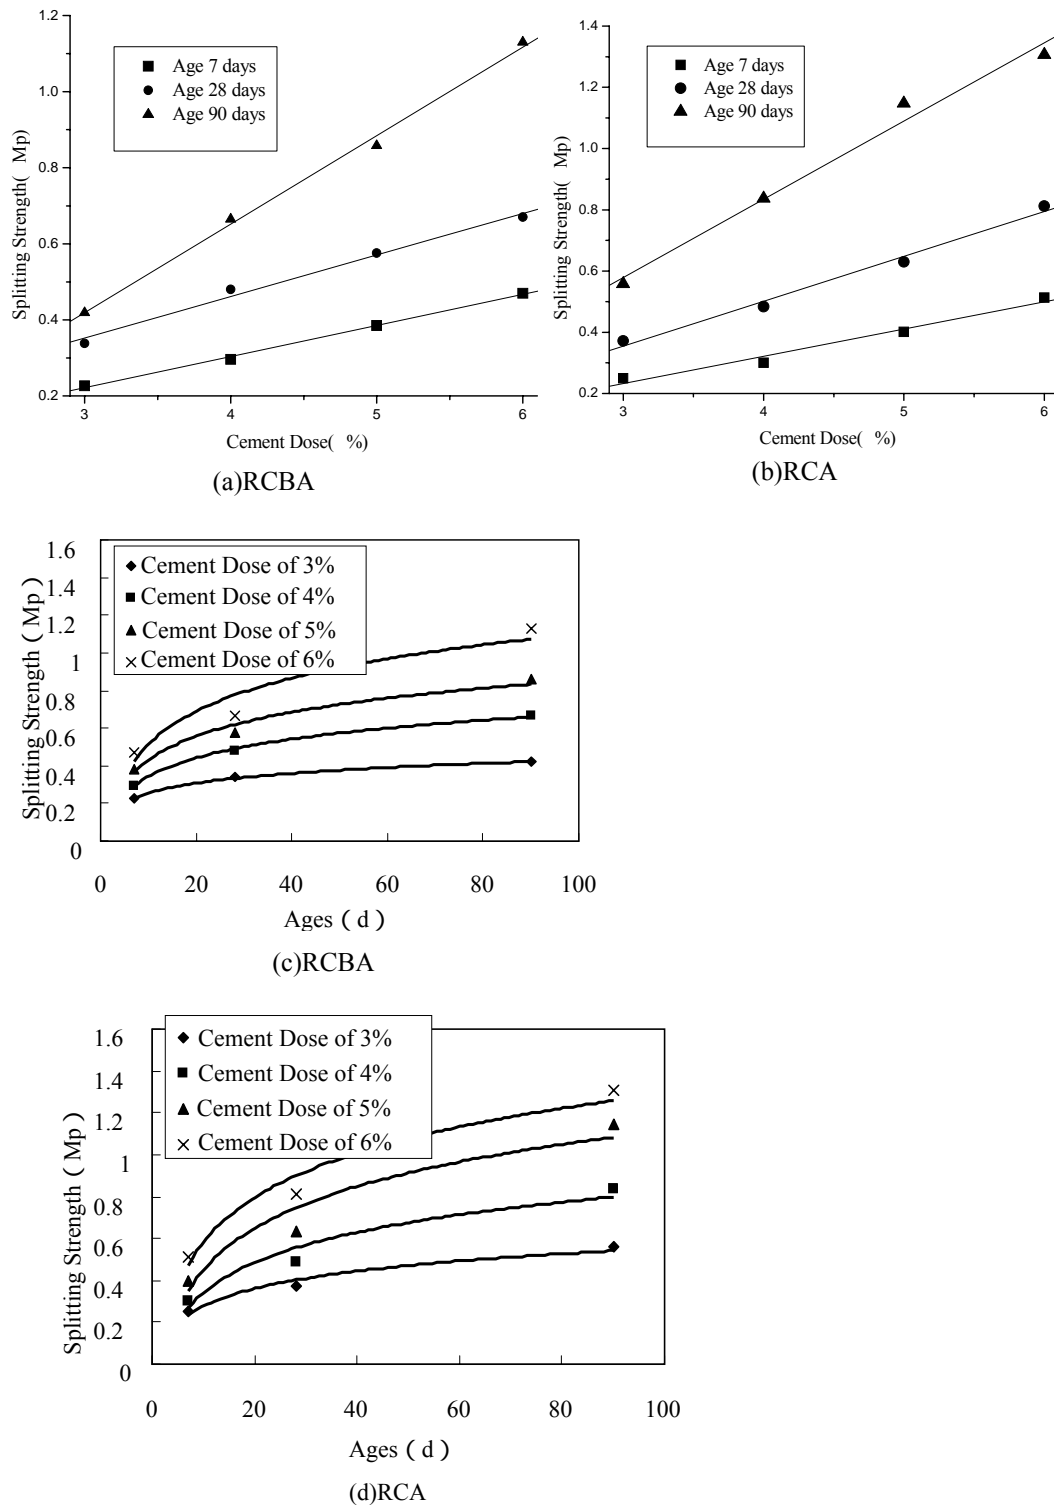 1.2
1.0
0.8
0.6
0.4
0.2
Splitting Strength( Mp)
Age 7 days
Age 28 days
Age 90 days
3 4 5 6
Cement Dose( %)
(a)RCBA
1.4
1.2
1.0
0.8
0.6
0.4
0.2
Splitting Strength( Mp)
Age 7 days
Age 28 days
Age 90 days
3 4 5 6
Cement Dose( %)
(b)RCA
1.6
1.4
1.2
1
0.8
0.6
0.4
0.2
0
Splitting Strength(Mp)
Cement Dose of 3%
Cement Dose of 4%
Cement Dose of 5%
Cement Dose of 6%
0 20 40 60 80 100
Ages(d)
(c)RCBA
1.6
1.4
1.2
1
0.8
0.6
0.4
0.2
0
Splitting Strength(Mp)
Cement Dose of 3%
Cement Dose of 4%
Cement Dose of 5%
Cement Dose of 6%
0 20 40 60 80 100
Ages(d)
(d)RCA